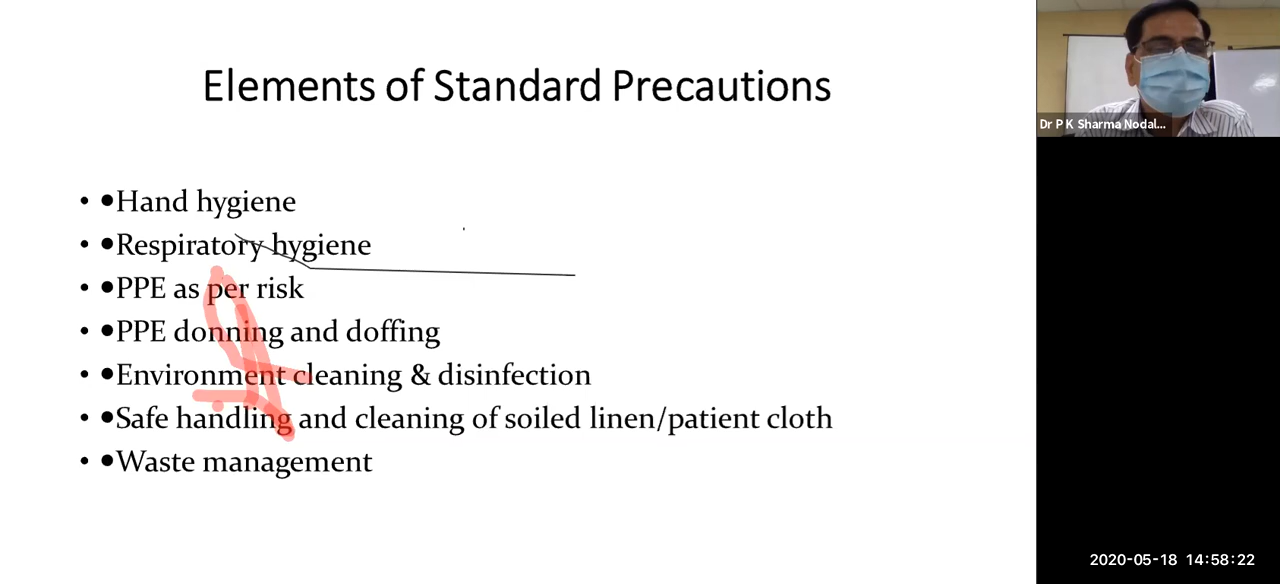 Elements of Standard Precautions
• ●Hand hygiene
• ●Respiratory hygiene
• ●PPE as per risk
• ●PPE donning and doffing
• ●Environment cleaning & disinfection
• ●Safe handling and cleaning of soiled linen/patient cloth
• ●Waste management
Dr P K Sharma Nodal...
2020-05-18 14:58:22